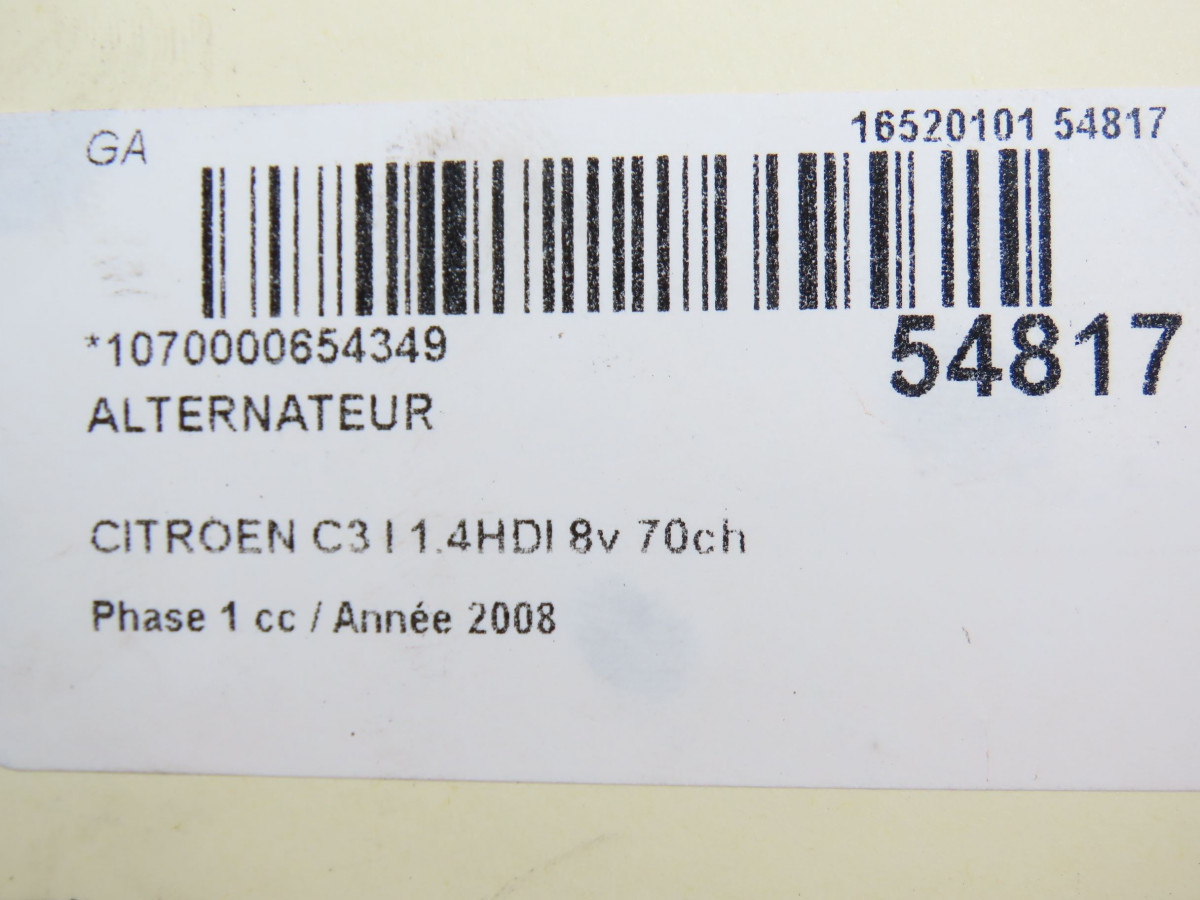 GA
16520101 54817
*1070000654349
54817
ALTERNATEUR
CITROEN C3 I 1.4HDI 8v 70ch
Phase 1 cc / Année 2008